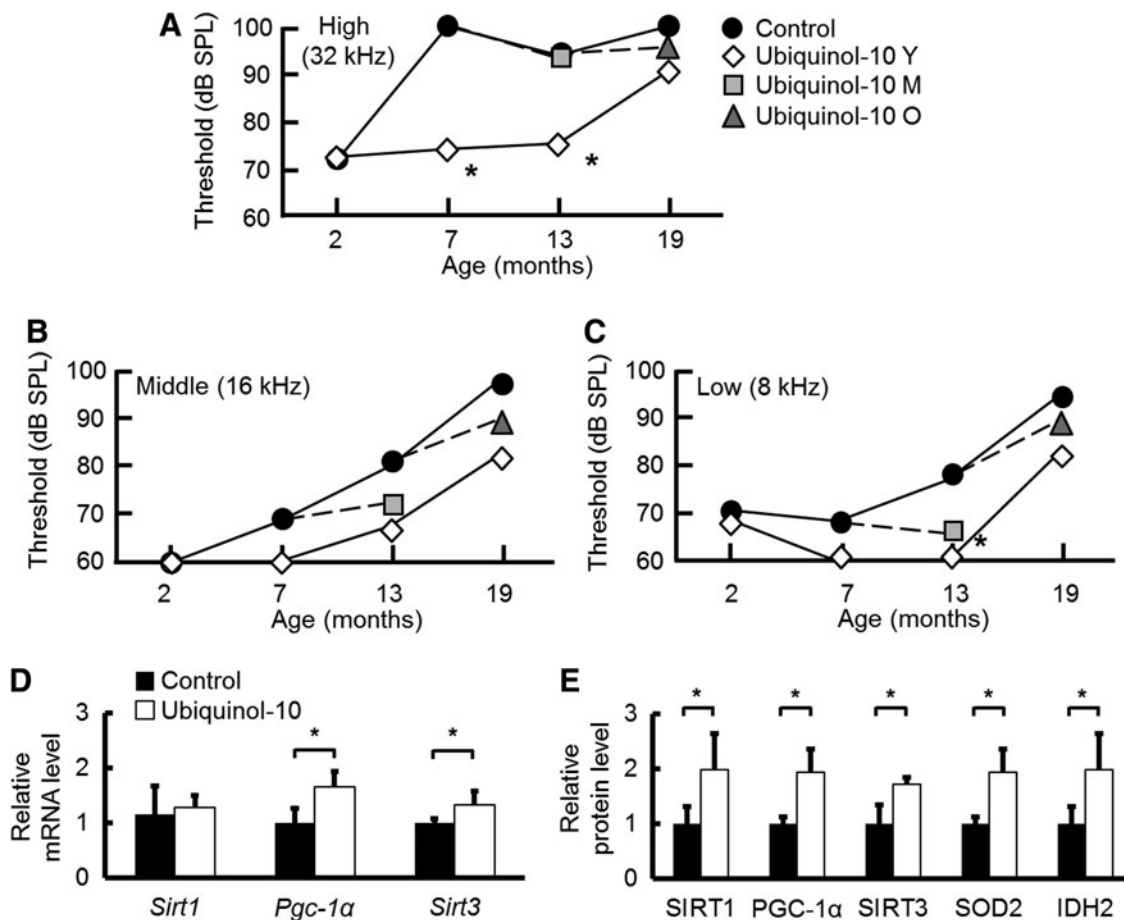 A
High
(32 kHz)
Threshold (dB SPL)
100
90
80
70
60
2 7 13 19
Age (months)
*
*
Control
Ubiquinol-10 Y
Ubiquinol-10 M
Ubiquinol-10 O
B
Middle (16 kHz)
Threshold (dB SPL)
100
90
80
70
60
2 7 13 19
Age (months)
C
Low (8 kHz)
Threshold (dB SPL)
100
90
80
70
60
2 7 13 19
Age (months)
*
D
Control
Ubiquinol-10
Relative
mRNA level
3
2
1
0
* *
Sirt1 Pgc-1α Sirt3
E
Relative
protein level
3
2
1
0
* * * * *
SIRT1 PGC-1α SIRT3 SOD2 IDH2